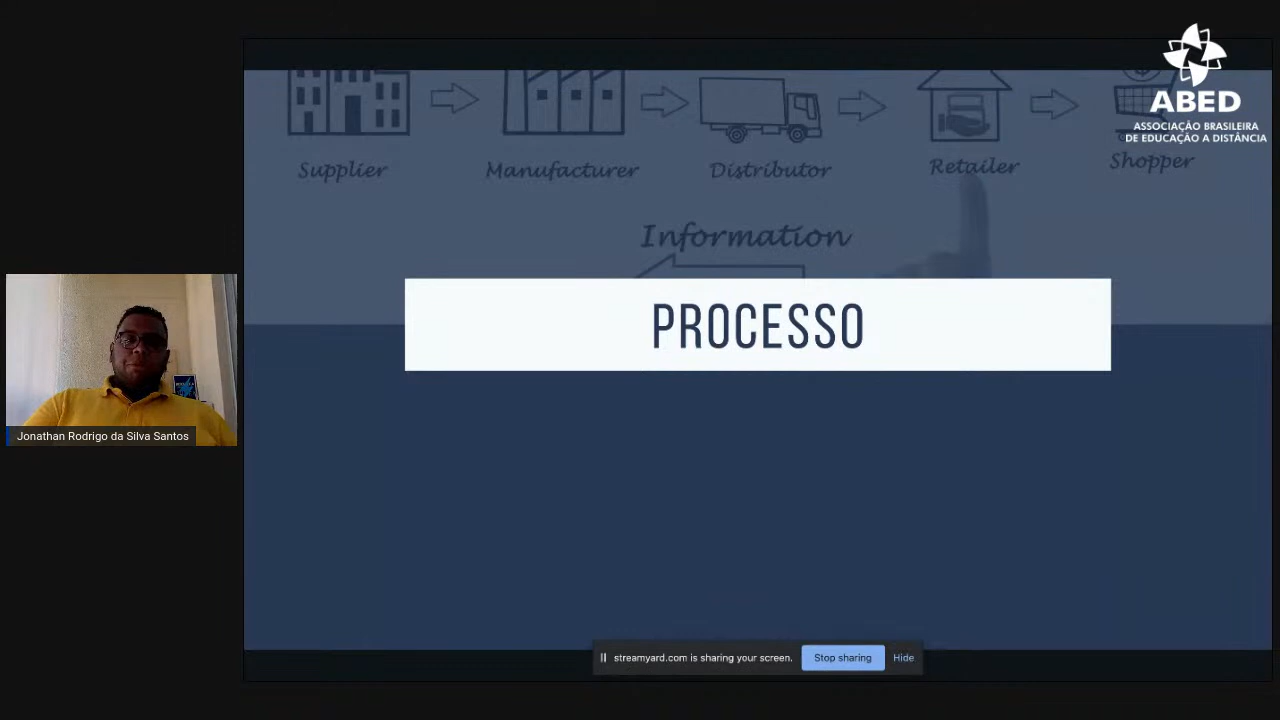 ABED
ASSOCIAÇÃO BRASILEIRA
DE EDUCAÇÃO A DISTÂNCIA
Supplier
Manufacturer
Distributor
Retailer
Shopper
Information
PROCESSO
Jonathan Rodrigo da Silva Santos
streamyard.com is sharing your screen.
Stop sharing
Hide